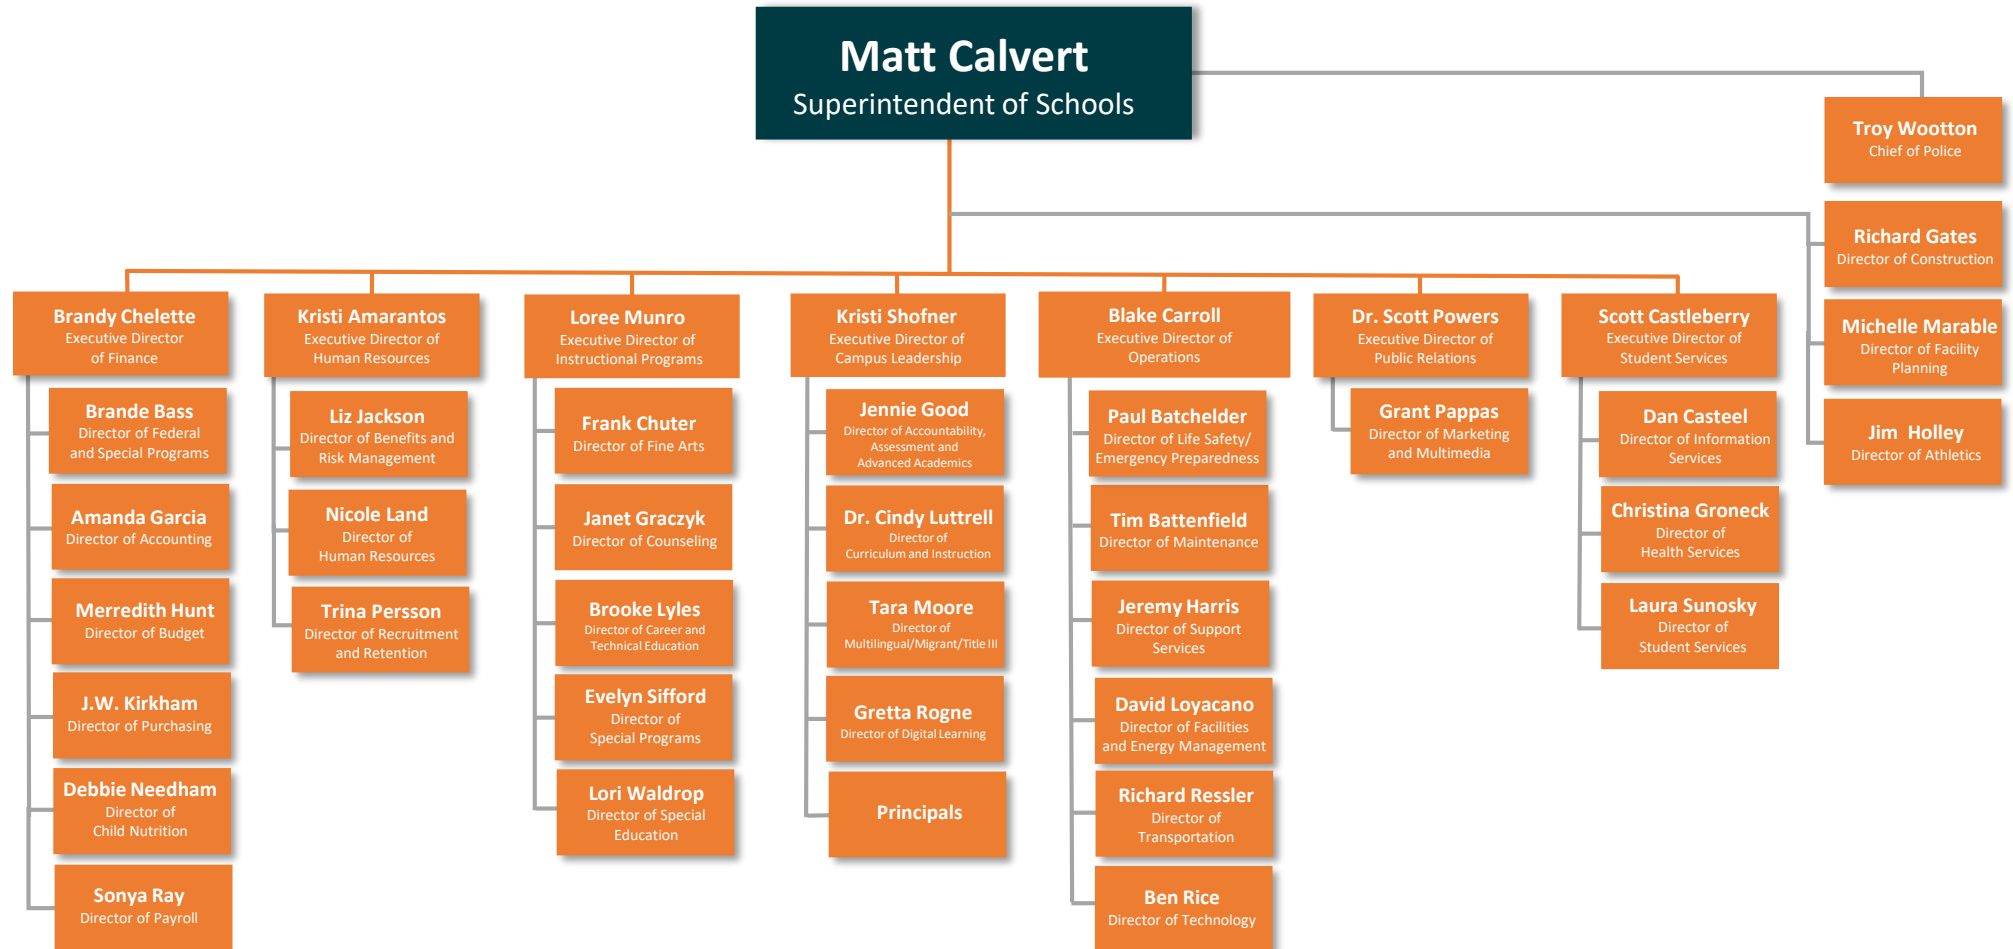 Matt Calvert
Superintendent of Schools
Troy Wootton
Chief of Police
Richard Gates
Director of Construction
Michelle Marable
Director of Facility
Planning
Jim Holley
Director of Athletics
Brandy Chelette
Executive Director
of Finance
Brande Bass
Director of Federal
and Special Programs
Amanda Garcia
Director of Accounting
Merredith Hunt
Director of Budget
J.W. Kirkham
Director of Purchasing
Debbie Needham
Director of
Child Nutrition
Sonya Ray
Director of Payroll
Kristi Amarantos
Executive Director of
Human Resources
Liz Jackson
Director of Benefits and
Risk Management
Nicole Land
Director of
Human Resources
Trina Persson
Director of Recruitment
and Retention
Loree Munro
Executive Director of
Instructional Programs
Frank Chuter
Director of Fine Arts
Janet Graczyk
Director of Counseling
Brooke Lyles
Director of Career and
Technical Education
Evelyn Sifford
Director of
Special Programs
Lori Waldrop
Director of Special
Education
Kristi Shofner
Executive Director of
Campus Leadership
Jennie Good
Director of Accountability,
Assessment and
Advanced Academics
Dr. Cindy Luttrell
Director of
Curriculum and Instruction
Tara Moore
Director of
Multilingual/Migrant/Title III
Gretta Rogne
Director of Digital Learning
Principals
Blake Carroll
Executive Director of
Operations
Paul Batchelder
Director of Life Safety/
Emergency Preparedness
Tim Battenfield
Director of Maintenance
Jeremy Harris
Director of Support
Services
David Loyacano
Director of Facilities
and Energy Management
Richard Ressler
Director of
Transportation
Ben Rice
Director of Technology
Dr. Scott Powers
Executive Director of
Public Relations
Grant Pappas
Director of Marketing
and Multimedia
Scott Castleberry
Executive Director of
Student Services
Dan Casteel
Director of Information
Services
Christina Groneck
Director of
Health Services
Laura Sunosky
Director of
Student Services